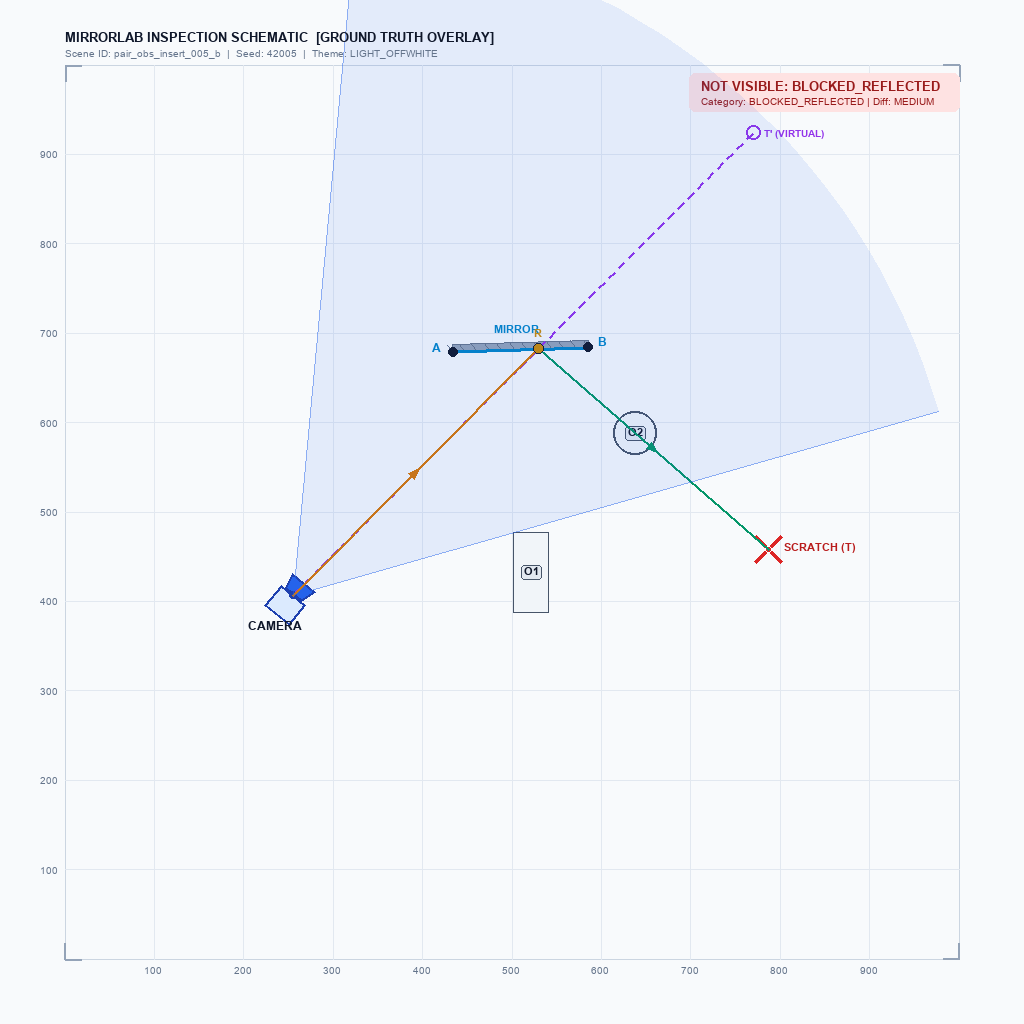 MIRRORLAB INSPECTION SCHEMATIC [GROUND TRUTH OVERLAY]
Scene ID: pair_obs_insert_005_b | Seed: 42005 | Theme: LIGHT_OFFWHITE
NOT VISIBLE: BLOCKED_REFLECTED
Category: BLOCKED_REFLECTED | Diff: MEDIUM
T' (VIRTUAL)
900
800
700
MIRROR
R
A
B
600
O2
500
SCRATCH (T)
O1
400
CAMERA
300
200
100
100 200 300 400 500 600 700 800 900